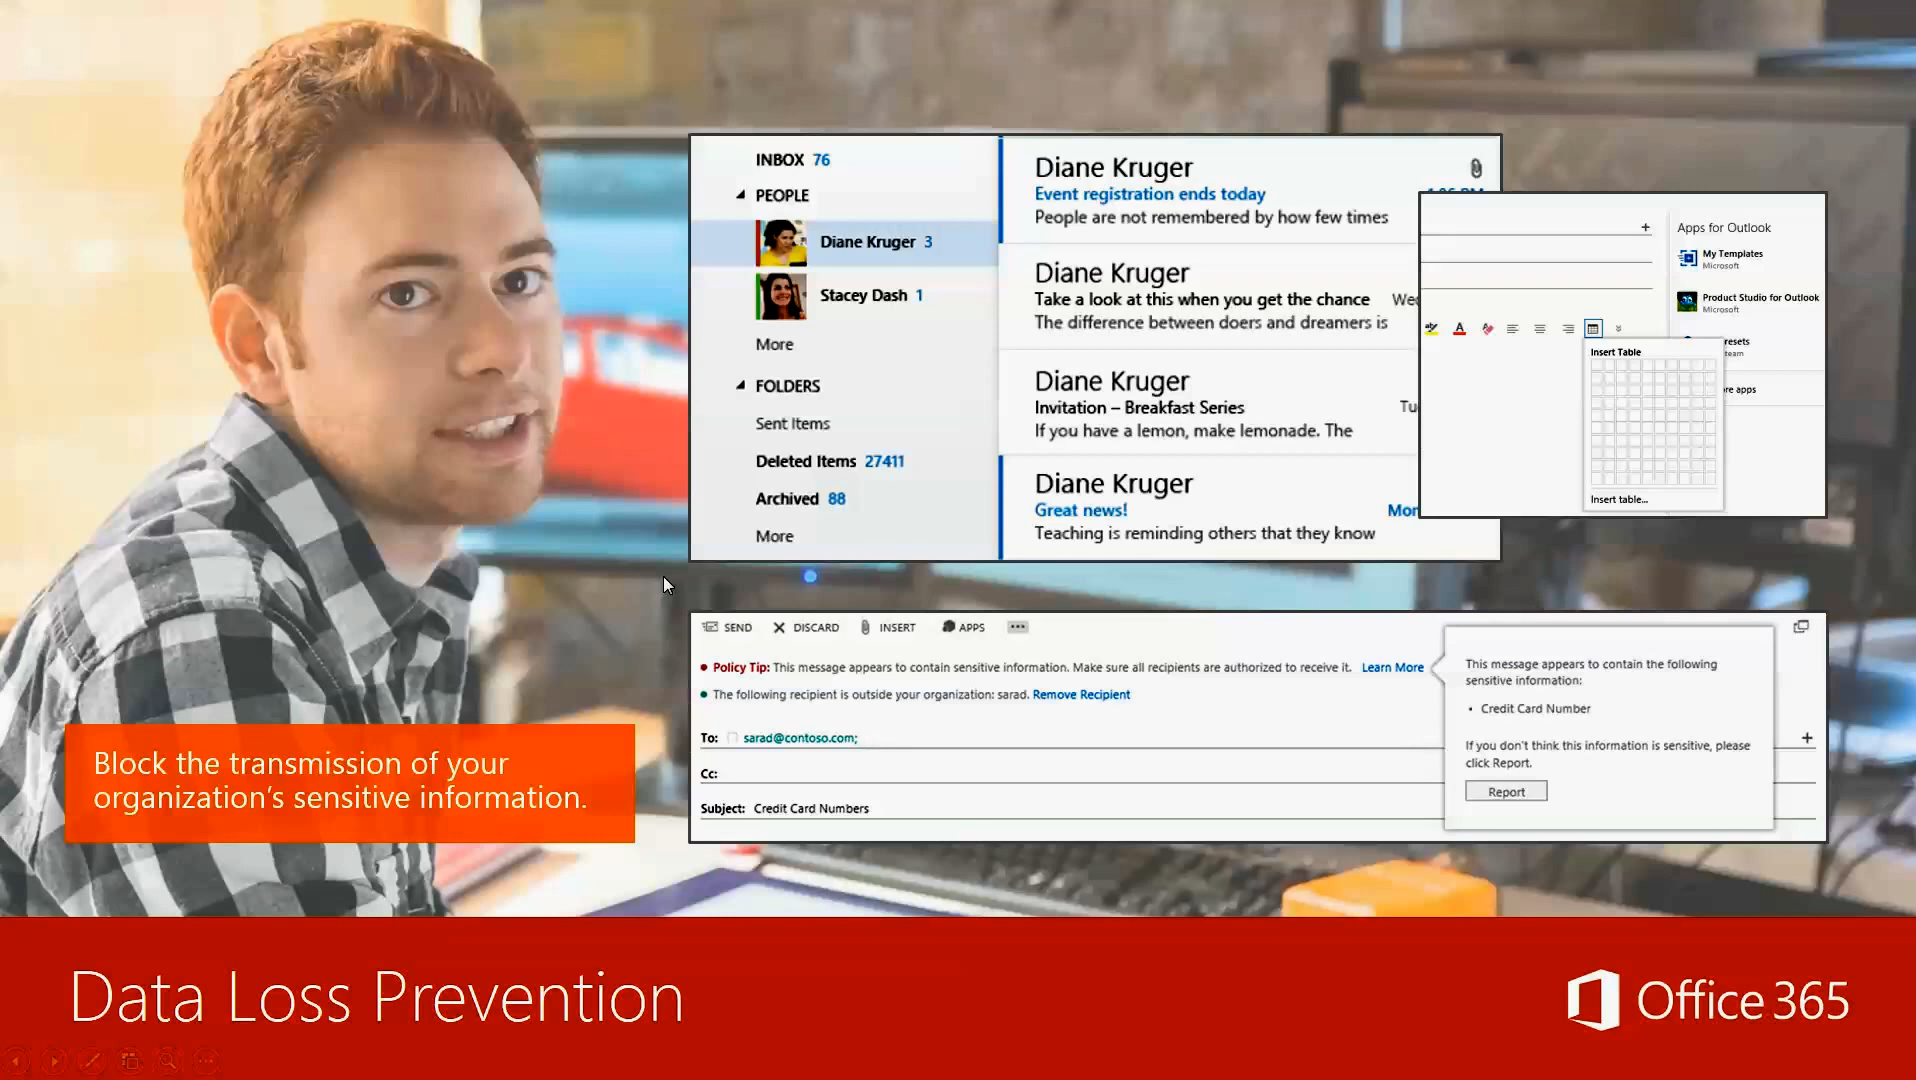 INBOX 76
PEOPLE
Diane Kruger 3
Stacey Dash 1
More
FOLDERS
Sent Items
Deleted Items 27411
Archived 88
More
Diane Kruger
Event registration ends today
People are not remembered by how few times
Diane Kruger
Take a look at this when you get the chance
The difference between doers and dreamers is
Diane Kruger
Invitation – Breakfast Series
If you have a lemon, make lemonade. The
Diane Kruger
Great news! Mon
Teaching is reminding others that they know
Apps for Outlook
My Templates
Microsoft
Product Studio for Outlook
Microsoft
Insert Table
Insert table...
SEND DISCARD INSERT APPS
• Policy Tip: This message appears to contain sensitive information. Make sure all recipients are authorized to receive it. Learn More
• The following recipient is outside your organization: sarad. Remove Recipient
To: sarad@contoso.com;
Cc:
Subject: Credit Card Numbers
This message appears to contain the following
sensitive information:
• Credit Card Number
If you don't think this information is sensitive, please
click Report.
Report
Block the transmission of your
organization's sensitive information.
Data Loss Prevention
Office 365